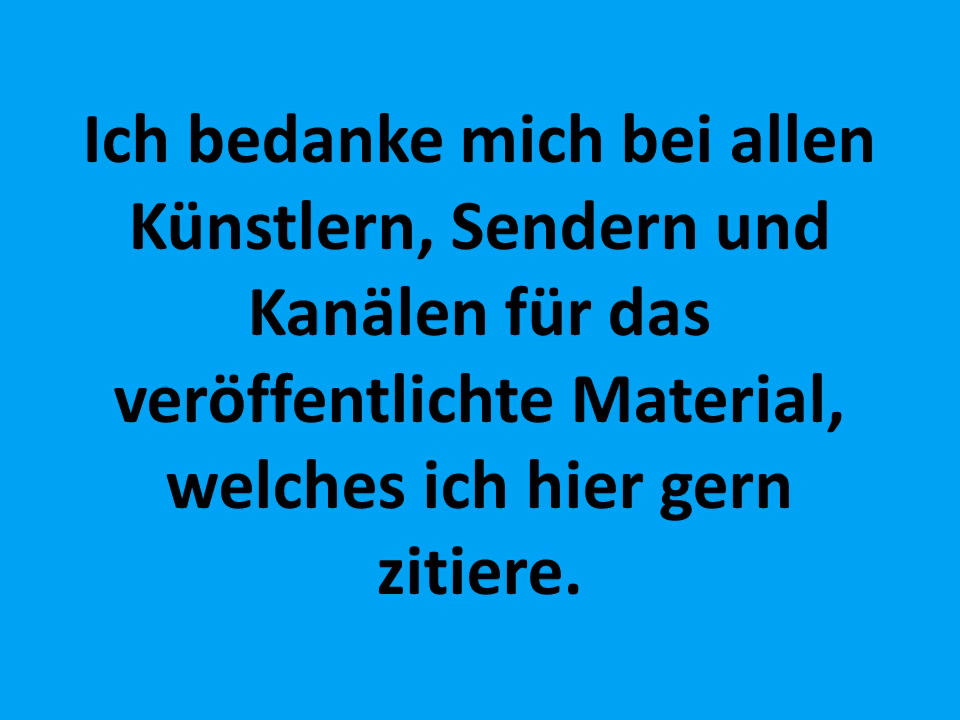 Ich bedanke mich bei allen
Künstlern, Sendern und
Kanälen für das
veröffentlichte Material,
welches ich hier gern
zitiere.